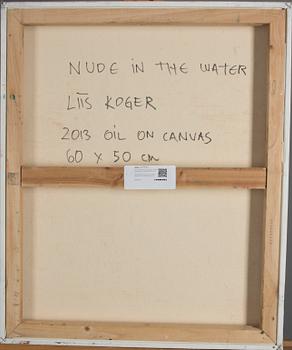 NUDE IN THE WATER
LIIS KOGER
2013 OIL ON CANVAS
60 X 50 cm